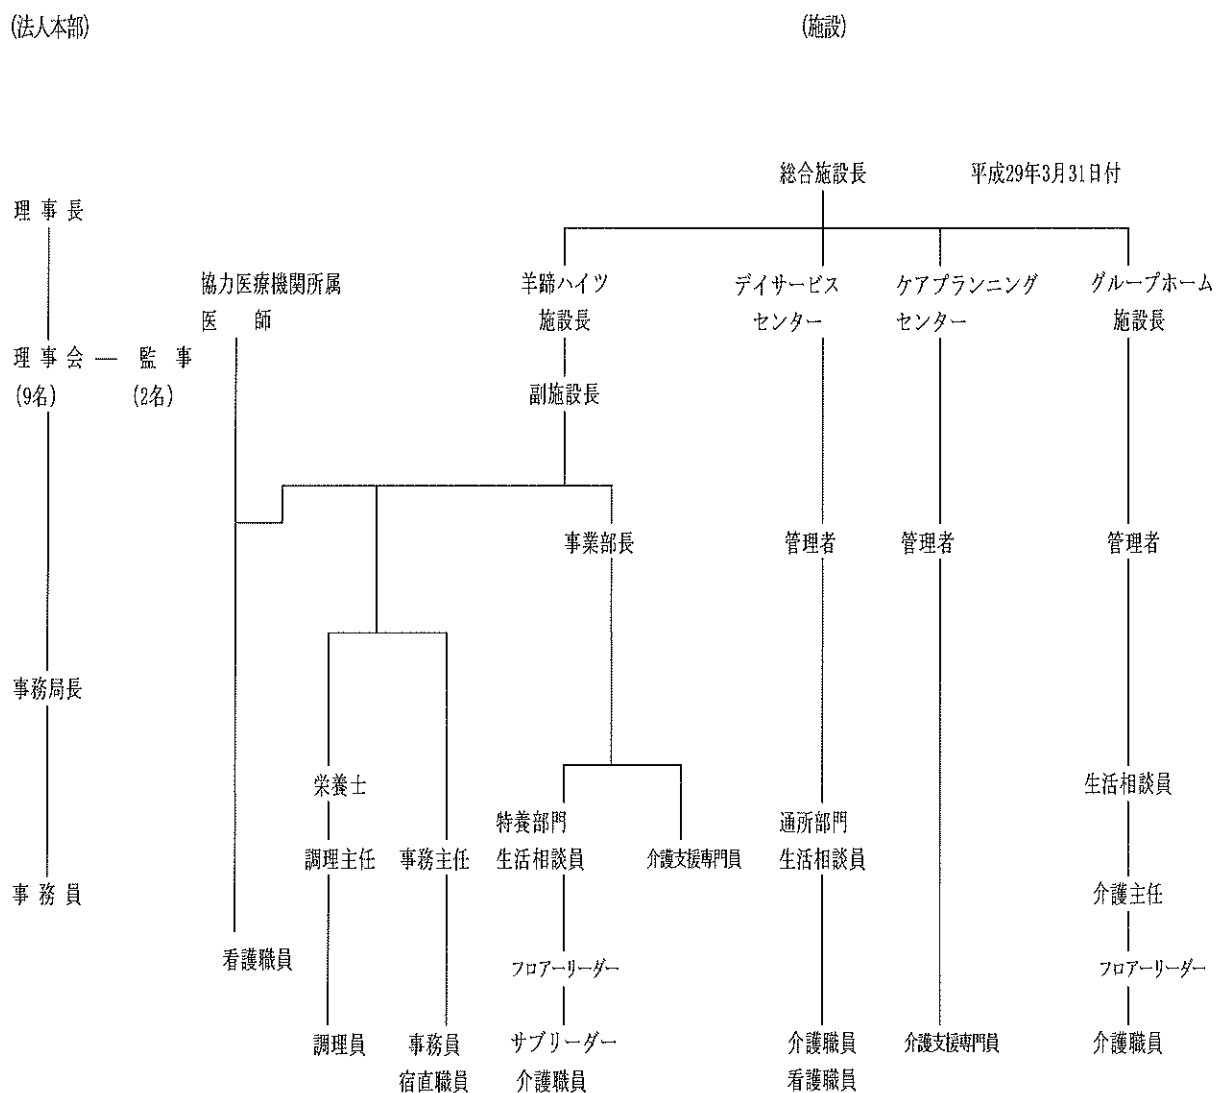 (法人本部)
(施設)
総合施設長
平成29年3月31日付
理事長
協力医療機関所属
医師
羊蹄ハイツ
施設長
デイサービス
センター
ケアプランニング
センター
グループホーム
施設長
理事会 ― 監事
(9名) (2名)
副施設長
事業部長
管理者
管理者
管理者
事務局長
栄養士
生活相談員
特養部門
生活相談員
通所部門
生活相談員
調理主任
事務主任
介護支援専門員
事務員
介護主任
看護職員
フロアーリーダー
フロアーリーダー
調理員
事務員
宿直職員
サブリーダー
介護職員
介護職員
看護職員
介護支援専門員
介護職員